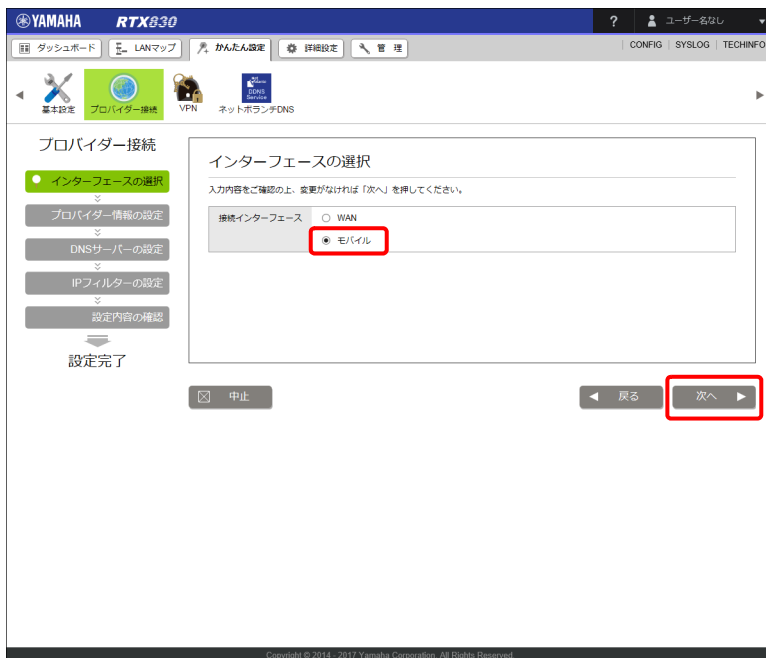 YAMAHA RTX830 ? ユーザー名なし
ダッシュボード LANマップ かんたん設定 詳細設定 管 理 CONFIG SYSLOG TECHINFO
基本設定 プロバイダー接続 VPN ネットボランチDNS
DDNS
Service
プロバイダー接続
インターフェースの選択
プロバイダー情報の設定
DNSサーバーの設定
IPフィルターの設定
設定内容の確認
設定完了
インターフェースの選択
入力内容をご確認の上、変更がなければ「次へ」を押してください。
接続インターフェース WAN
モバイル
中止 戻る 次へ
Copyright © 2014 - 2017 Yamaha Corporation. All Rights Reserved.